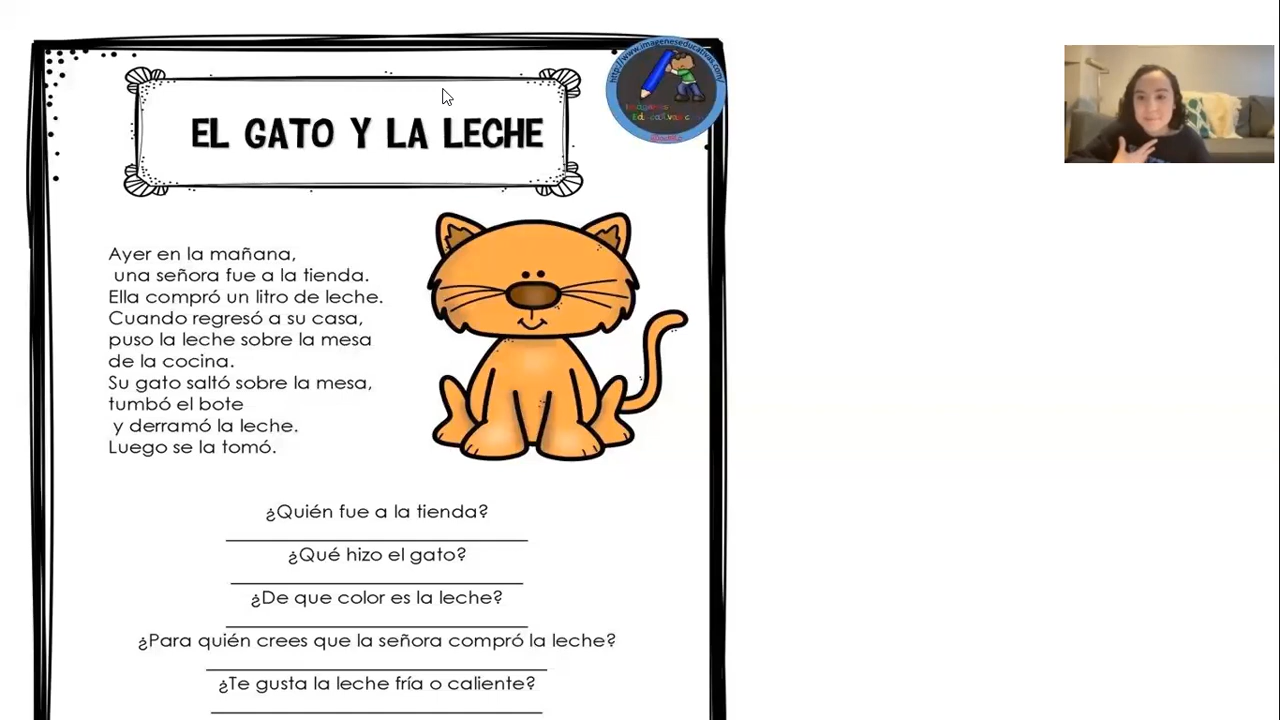 http://www.imageneseducativas.com/
EL GATO Y LA LECHE
Ayer en la mañana,
una señora fue a la tienda.
Ella compró un litro de leche.
Cuando regresó a su casa,
puso la leche sobre la mesa
de la cocina.
Su gato saltó sobre la mesa,
tumbó el bote
y derramó la leche.
Luego se la tomó.
¿Quién fue a la tienda?
¿Qué hizo el gato?
¿De que color es la leche?
¿Para quién crees que la señora compró la leche?
¿Te gusta la leche fría o caliente?